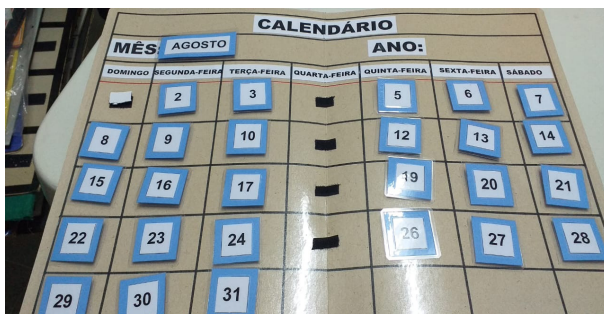 CALENDÁRIO
MÊS: AGOSTO ANO:
DOMINGO SEGUNDA-FEIRA TERÇA-FEIRA QUARTA-FEIRA QUINTA-FEIRA SEXTA-FEIRA SÁBADO
2 3 5 6 7
8 9 10 12 13 14
15 16 17 19 20 21
22 23 24 26 27 28
29 30 31